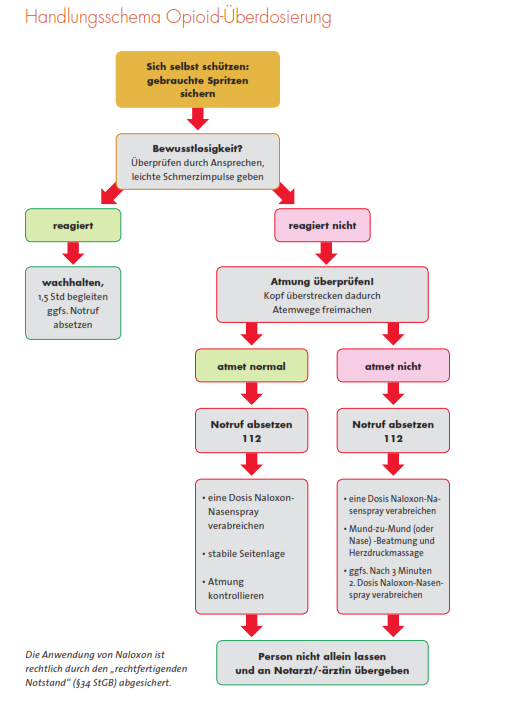 Handlungsschema Opioid-Überdosierung
Sich selbst schützen:
gebrauchte Spritzen
sichern
Bewusstlosigkeit?
Überprüfen durch Ansprechen,
leichte Schmerzimpulse geben
reagiert
reagiert nicht
wachhalten,
1,5 Std begleiten
ggfs. Notruf
absetzen
Atmung überprüfen!
Kopf überstrecken dadurch
Atemwege freimachen
atmet normal
atmet nicht
Notruf absetzen
112
Notruf absetzen
112
• eine Dosis Naloxon-
Nasenspray
verabreichen
• stabile Seitenlage
• Atmung
kontrollieren
• eine Dosis Naloxon-Na-
senspray verabreichen
• Mund-zu-Mund (oder
Nase) -Beatmung und
Herzdruckmassage
• ggfs. Nach 3 Minuten
2. Dosis Naloxon-Nasen-
spray verabreichen
Person nicht allein lassen
und an Notarzt/-ärztin übergeben
Die Anwendung von Naloxon ist
rechtlich durch den „rechtfertigenden
Notstand“ (§34 StGB) abgesichert.